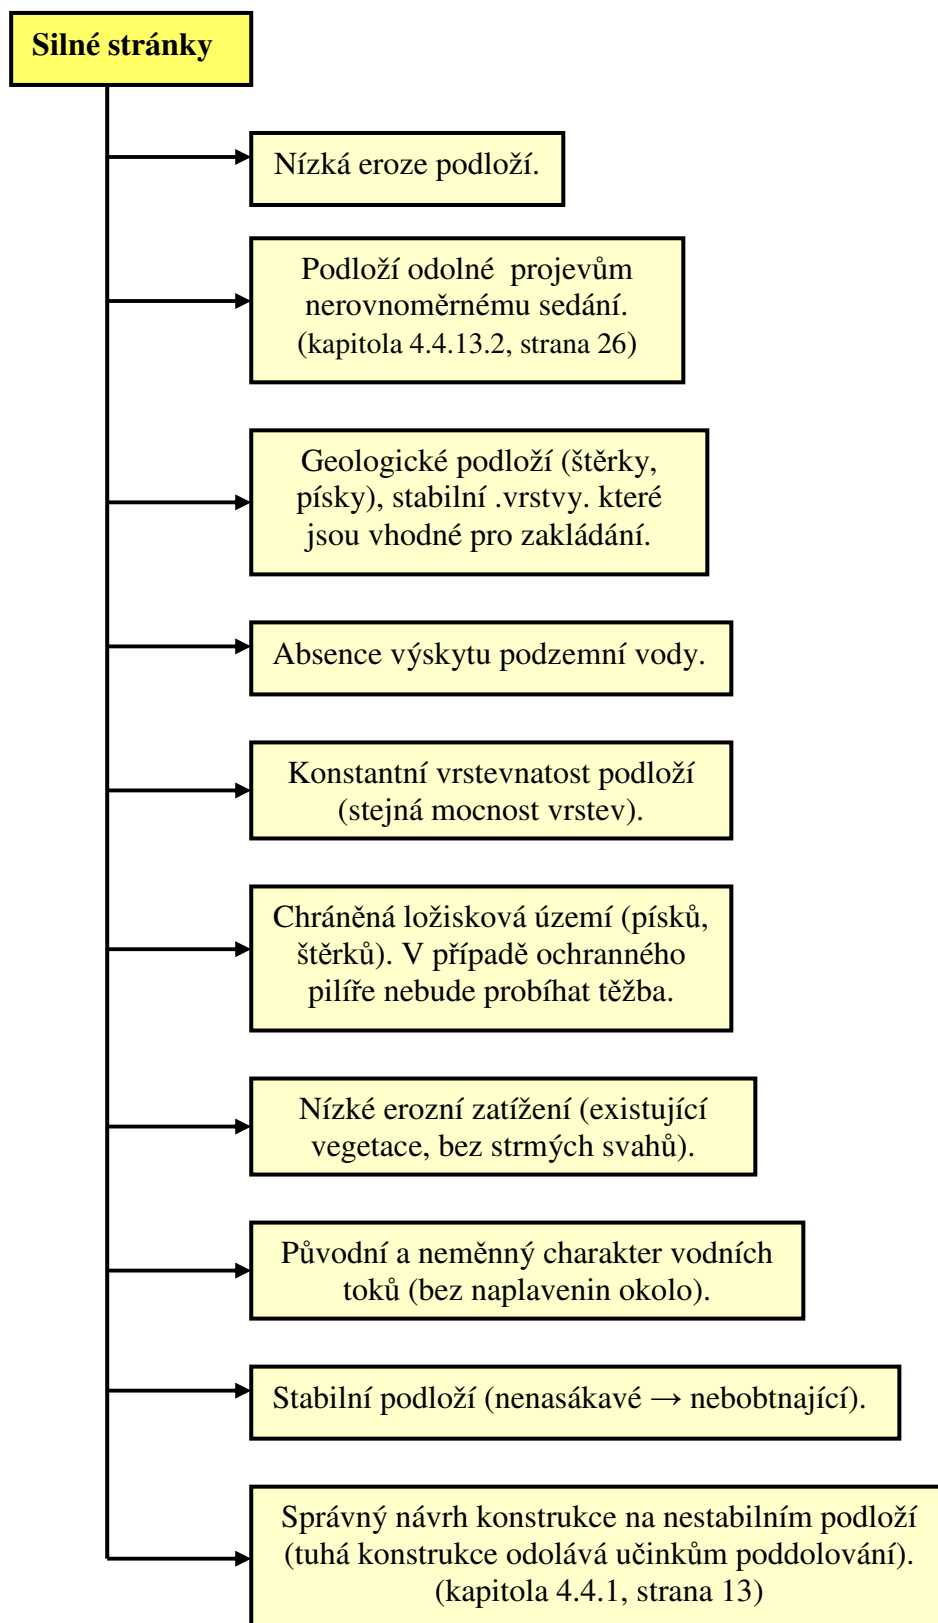 Silné stránky
Nízká eroze podloží.
Podloží odolné projevům
nerovnoměrnému sedání.
(kapitola 4.4.13.2, strana 26)
Geologické podloží (štěrky,
písky), stabilní .vrstvy. které
jsou vhodné pro zakládání.
Absence výskytu podzemní vody.
Konstantní vrstevnatost podloží
(stejná mocnost vrstev).
Chráněná ložisková území (písků,
štěrků). V případě ochranného
pilíře nebude probíhat těžba.
Nízké erozní zatížení (existující
vegetace, bez strmých svahů).
Původní a neměnný charakter vodních
toků (bez naplavenin okolo).
Stabilní podloží (nenasákavé → nebobtnající).
Správný návrh konstrukce na nestabilním podloží
(tuhá konstrukce odolává učinkům poddolování).
(kapitola 4.4.1, strana 13)